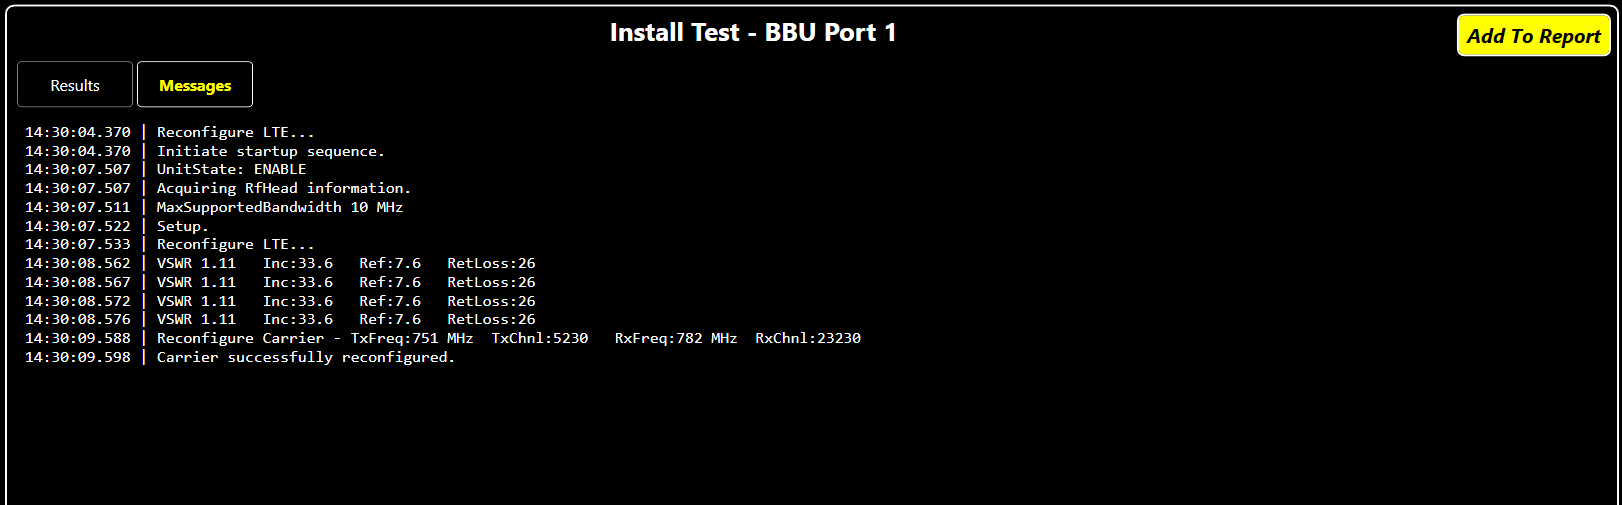 Install Test - BBU Port 1
Add To Report
Results
Messages
14:30:04.370 | Reconfigure LTE...
14:30:04.370 | Initiate startup sequence.
14:30:07.507 | UnitState: ENABLE
14:30:07.507 | Acquiring RfHead information.
14:30:07.511 | MaxSupportedBandwidth 10 MHz
14:30:07.522 | Setup.
14:30:07.533 | Reconfigure LTE...
14:30:08.562 | VSWR 1.11   Inc:33.6   Ref:7.6   RetLoss:26
14:30:08.567 | VSWR 1.11   Inc:33.6   Ref:7.6   RetLoss:26
14:30:08.572 | VSWR 1.11   Inc:33.6   Ref:7.6   RetLoss:26
14:30:08.576 | VSWR 1.11   Inc:33.6   Ref:7.6   RetLoss:26
14:30:09.588 | Reconfigure Carrier - TxFreq:751 MHz  TxChnl:5230   RxFreq:782 MHz  RxChnl:23230
14:30:09.598 | Carrier successfully reconfigured.